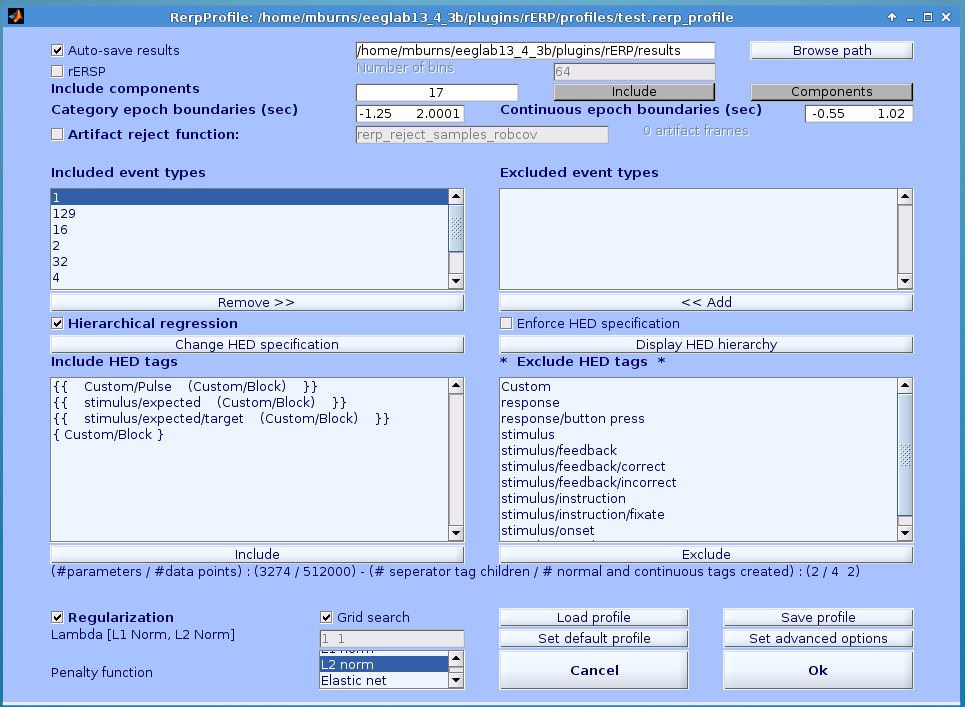 RerpProfile: /home/mburns/eeglab13_4_3b/plugins/rERP/profiles/test.rerp_profile
Auto-save results /home/mburns/eeglab13_4_3b/plugins/rERP/results Browse path
rERSP Number of bins 64
Include components 17 Include Components
Category epoch boundaries (sec) -1.25 2.0001 Continuous epoch boundaries (sec) -0.55 1.02
Artifact reject function: rerp_reject_samples_robcov 0 artifact frames
Included event types
1
129
16
2
32
4
Remove >>
Excluded event types
<< Add
Hierarchical regression
Change HED specification
Enforce HED specification
Display HED hierarchy
Include HED tags
{{ Custom/Pulse (Custom/Block) }}
{{ stimulus/expected (Custom/Block) }}
{{ stimulus/expected/target (Custom/Block) }}
{ Custom/Block }
Include
* Exclude HED tags *
Custom
response
response/button press
stimulus
stimulus/feedback
stimulus/feedback/correct
stimulus/feedback/incorrect
stimulus/instruction
stimulus/instruction/fixate
stimulus/onset
Exclude
(#parameters / #data points) : (3274 / 512000) - (# seperator tag children / # normal and continuous tags created) : (2 / 4 2)
Regularization Grid search Load profile Save profile
Lambda [L1 Norm, L2 Norm] 1 1 Set default profile Set advanced options
Penalty function
L1 norm
L2 norm
Elastic net
Cancel Ok